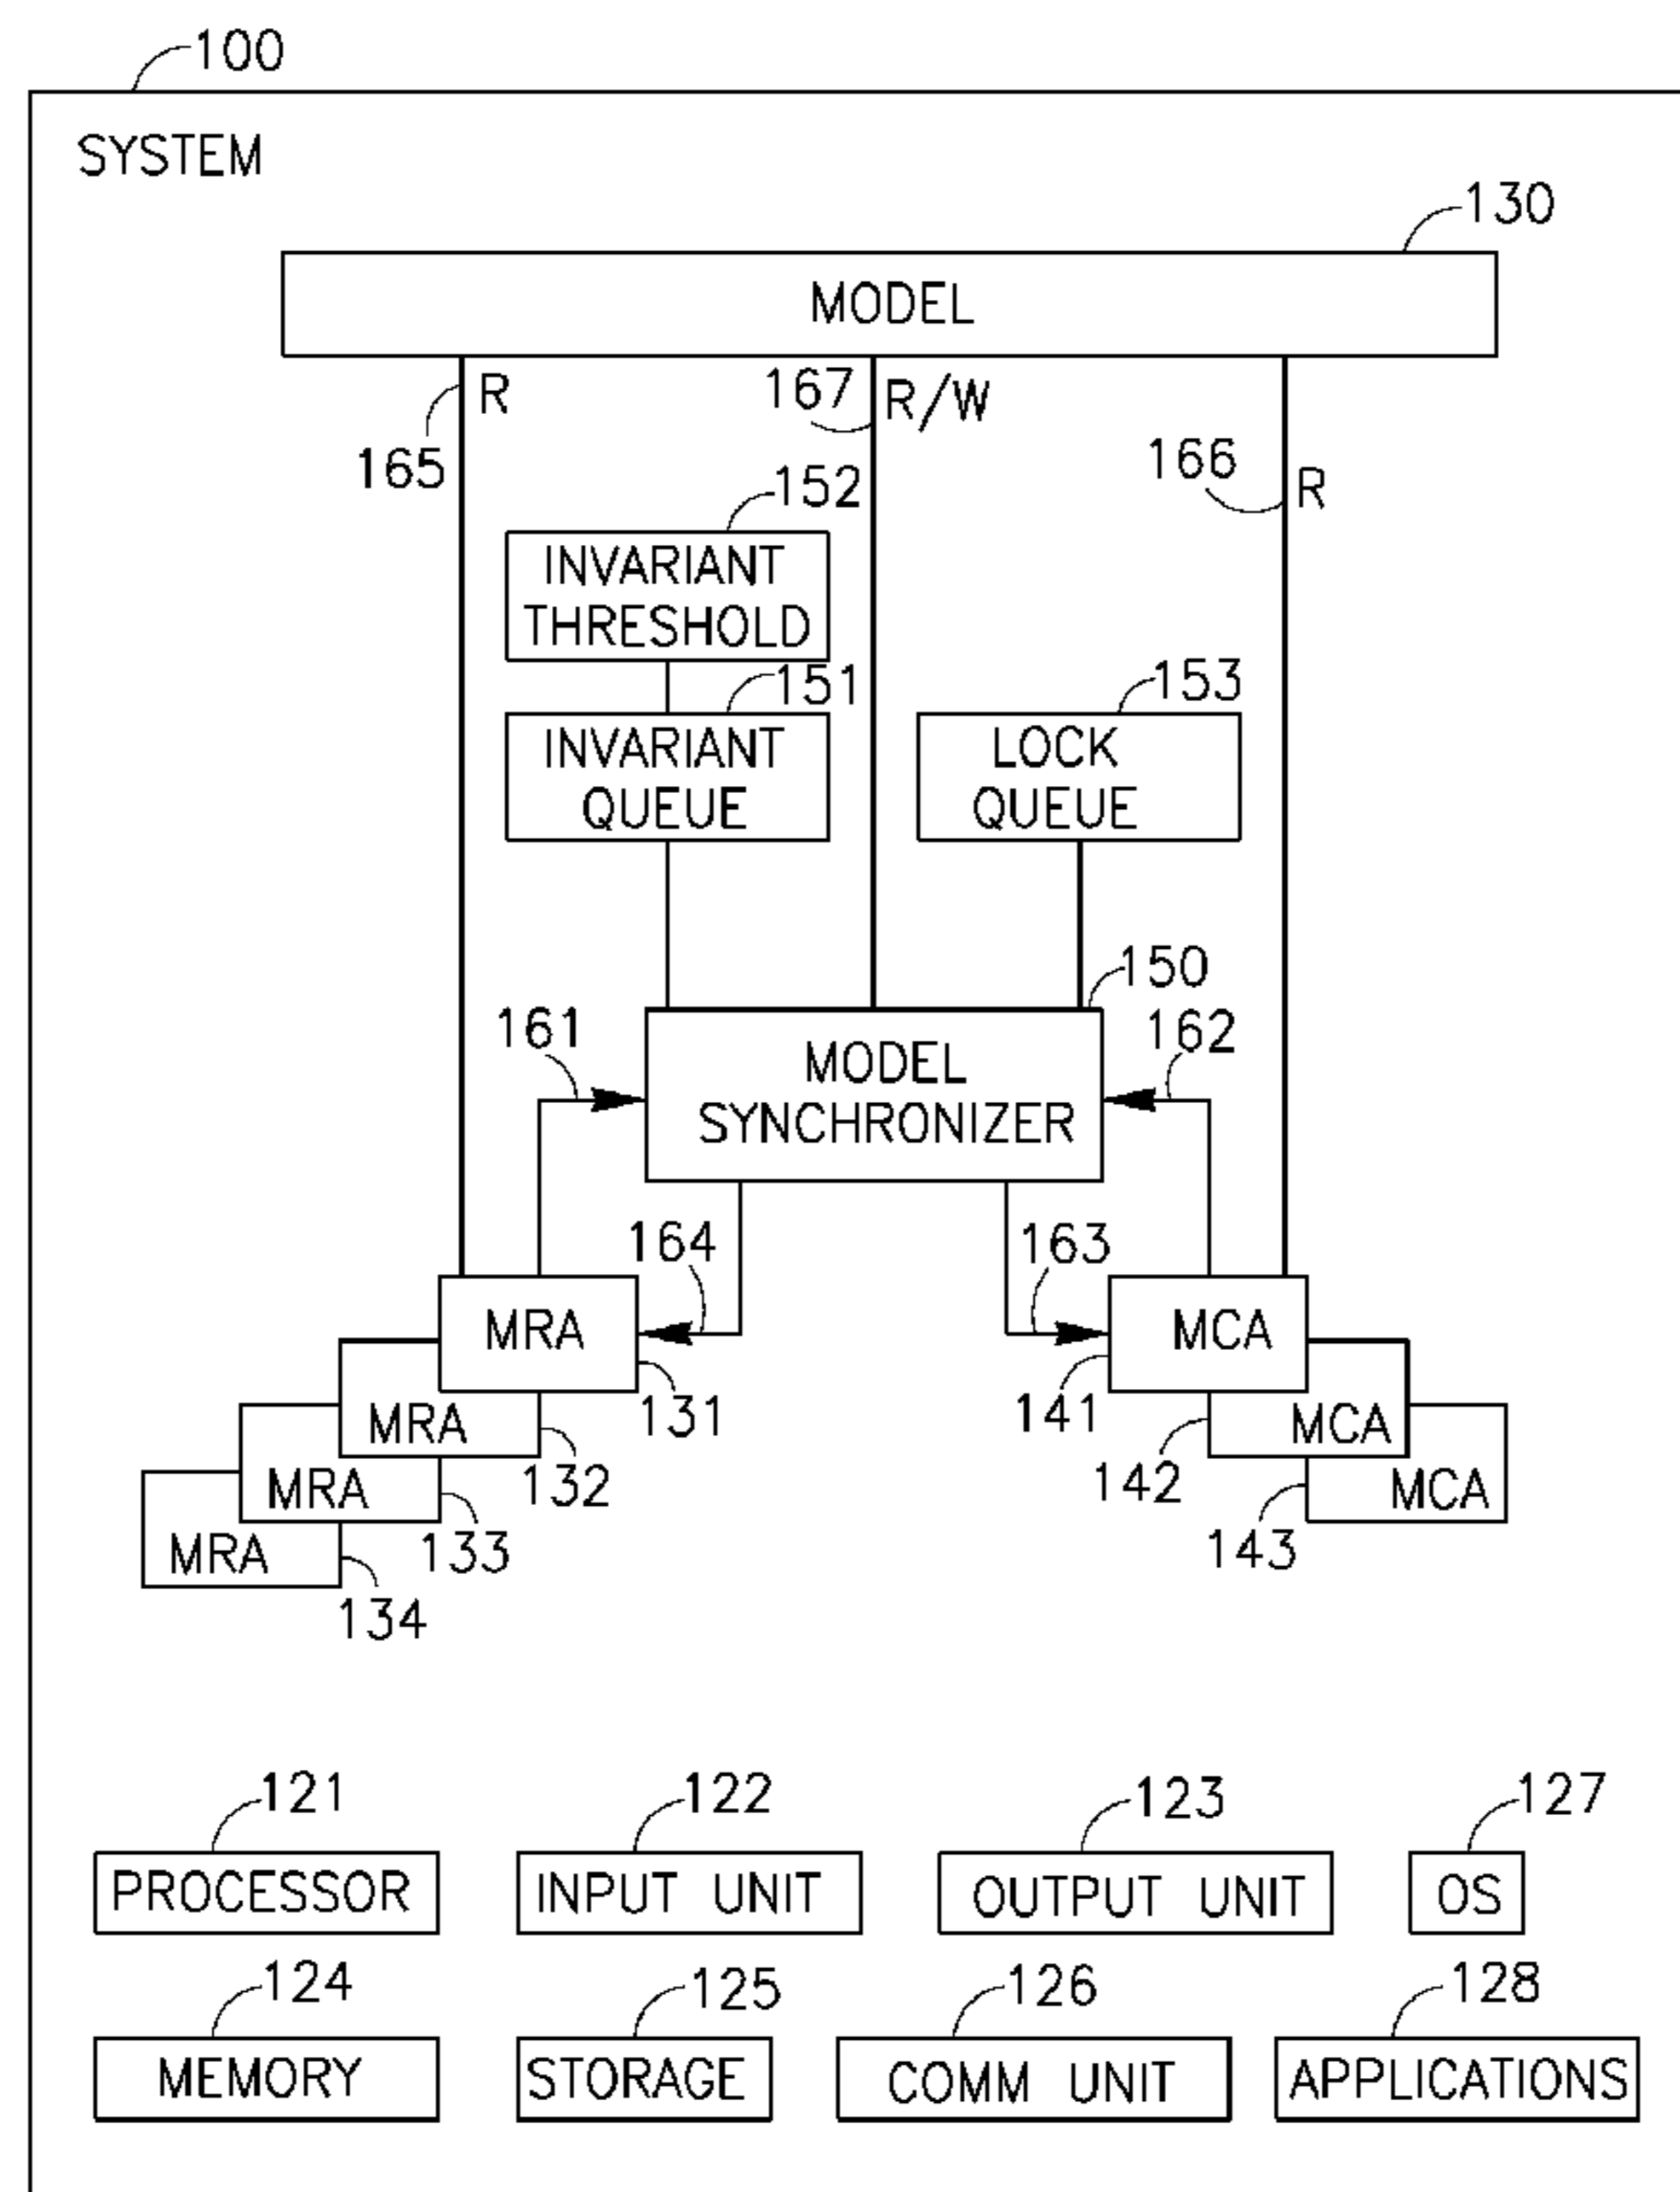 100
SYSTEM
130
MODEL
R
167
R/W
165
166
R
152
INVARIANT
THRESHOLD
151
INVARIANT
QUEUE
153
LOCK
QUEUE
150
161
162
MODEL
SYNCHRONIZER
164
163
MRA
MCA
131
141
MRA
MCA
132
142
MRA
MCA
133
143
MRA
134
121
122
123
127
PROCESSOR
INPUT UNIT
OUTPUT UNIT
OS
124
125
126
128
MEMORY
STORAGE
COMM UNIT
APPLICATIONS